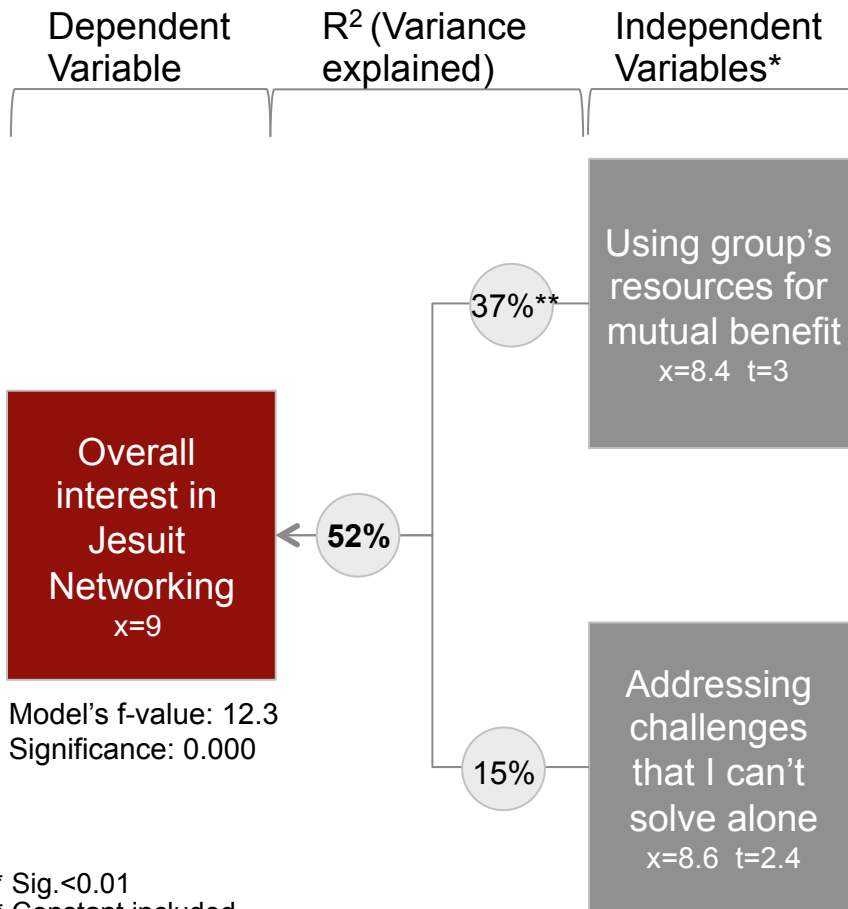 Dependent
Variable
R² (Variance
explained)
Independent
Variables*
Using group's
resources for
mutual benefit
x=8.4 t=3
37%**
Overall
interest in
Jesuit
Networking
x=9
52%
Model's f-value: 12.3
Significance: 0.000
Addressing
challenges
that I can't
solve alone
x=8.6 t=2.4
15%
* Sig.<0.01
* Constant included